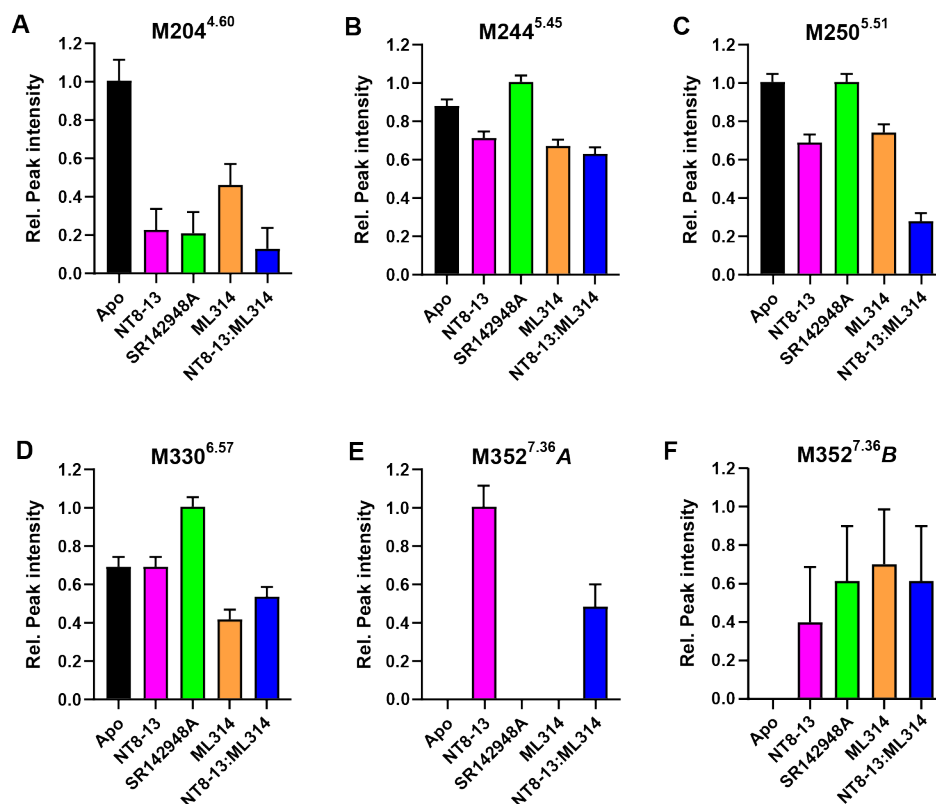 A
M204^4.60
Rel. Peak intensity
1.2
1.0
0.8
0.6
0.4
0.2
0.0
Apo
NT8-13
SR142948A
ML314
NT8-13:ML314
B
M244^5.45
Rel. Peak intensity
1.2
1.0
0.8
0.6
0.4
0.2
0.0
Apo
NT8-13
SR142948A
ML314
NT8-13:ML314
C
M250^5.51
Rel. Peak intensity
1.2
1.0
0.8
0.6
0.4
0.2
0.0
Apo
NT8-13
SR142948A
ML314
NT8-13:ML314
D
M330^6.57
Rel. Peak intensity
1.2
1.0
0.8
0.6
0.4
0.2
0.0
Apo
NT8-13
SR142948A
ML314
NT8-13:ML314
E
M352^7.36A
Rel. Peak intensity
1.2
1.0
0.8
0.6
0.4
0.2
0.0
Apo
NT8-13
SR142948A
ML314
NT8-13:ML314
F
M352^7.36B
Rel. Peak intensity
1.2
1.0
0.8
0.6
0.4
0.2
0.0
Apo
NT8-13
SR142948A
ML314
NT8-13:ML314